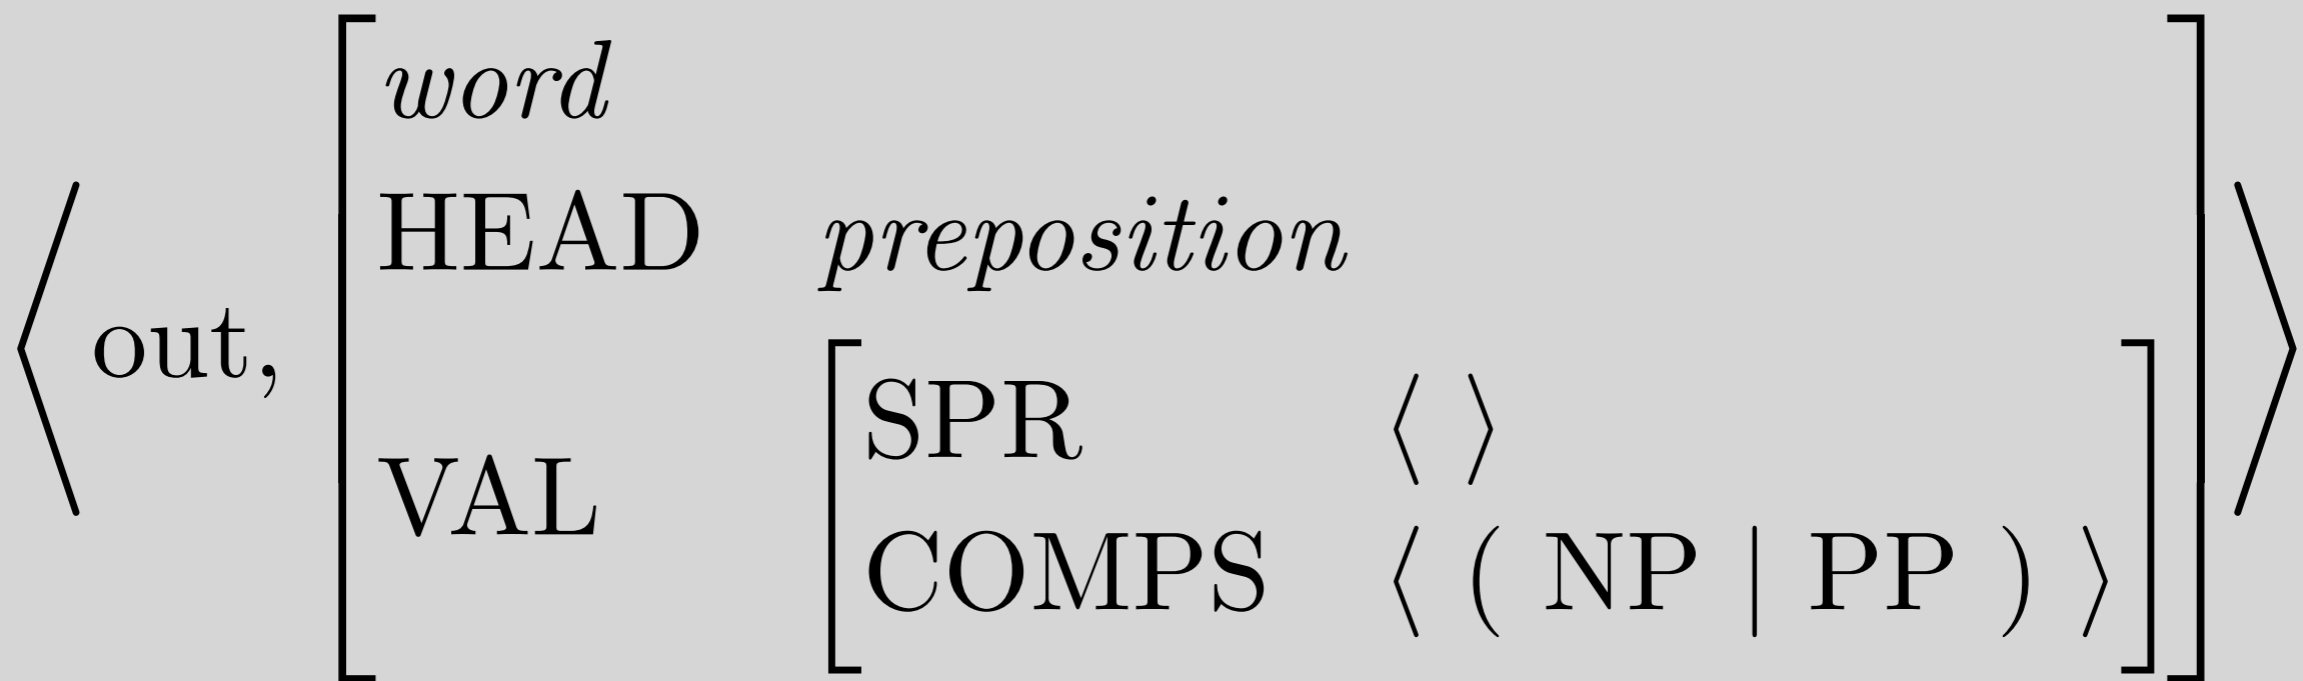 word
HEAD preposition
⟨ out,
SPR ⟨ ⟩
VAL
COMPS ⟨ ( NP | PP ) ⟩ ⟩